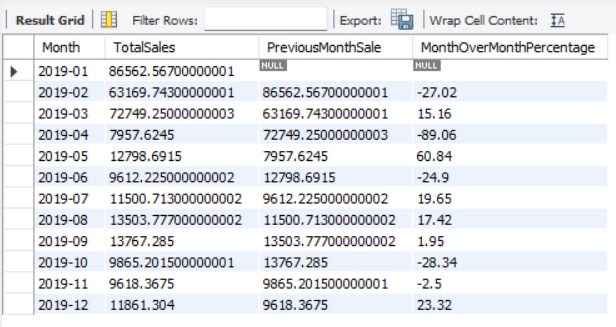 Result Grid Filter Rows: Export: Wrap Cell Content: IA
Month TotalSales PreviousMonthSale MonthOverMonthPercentage
2019-01 86562.56700000001 NULL NULL
2019-02 63169.74300000001 86562.56700000001 -27.02
2019-03 72749.25000000003 63169.74300000001 15.16
2019-04 7957.6245 72749.25000000003 -89.06
2019-05 12798.6915 7957.6245 60.84
2019-06 9612.225000000002 12798.6915 -24.9
2019-07 11500.713000000002 9612.225000000002 19.65
2019-08 13503.777000000002 11500.713000000002 17.42
2019-09 13767.285 13503.777000000002 1.95
2019-10 9865.201500000001 13767.285 -28.34
2019-11 9618.3675 9865.201500000001 -2.5
2019-12 11861.304 9618.3675 23.32